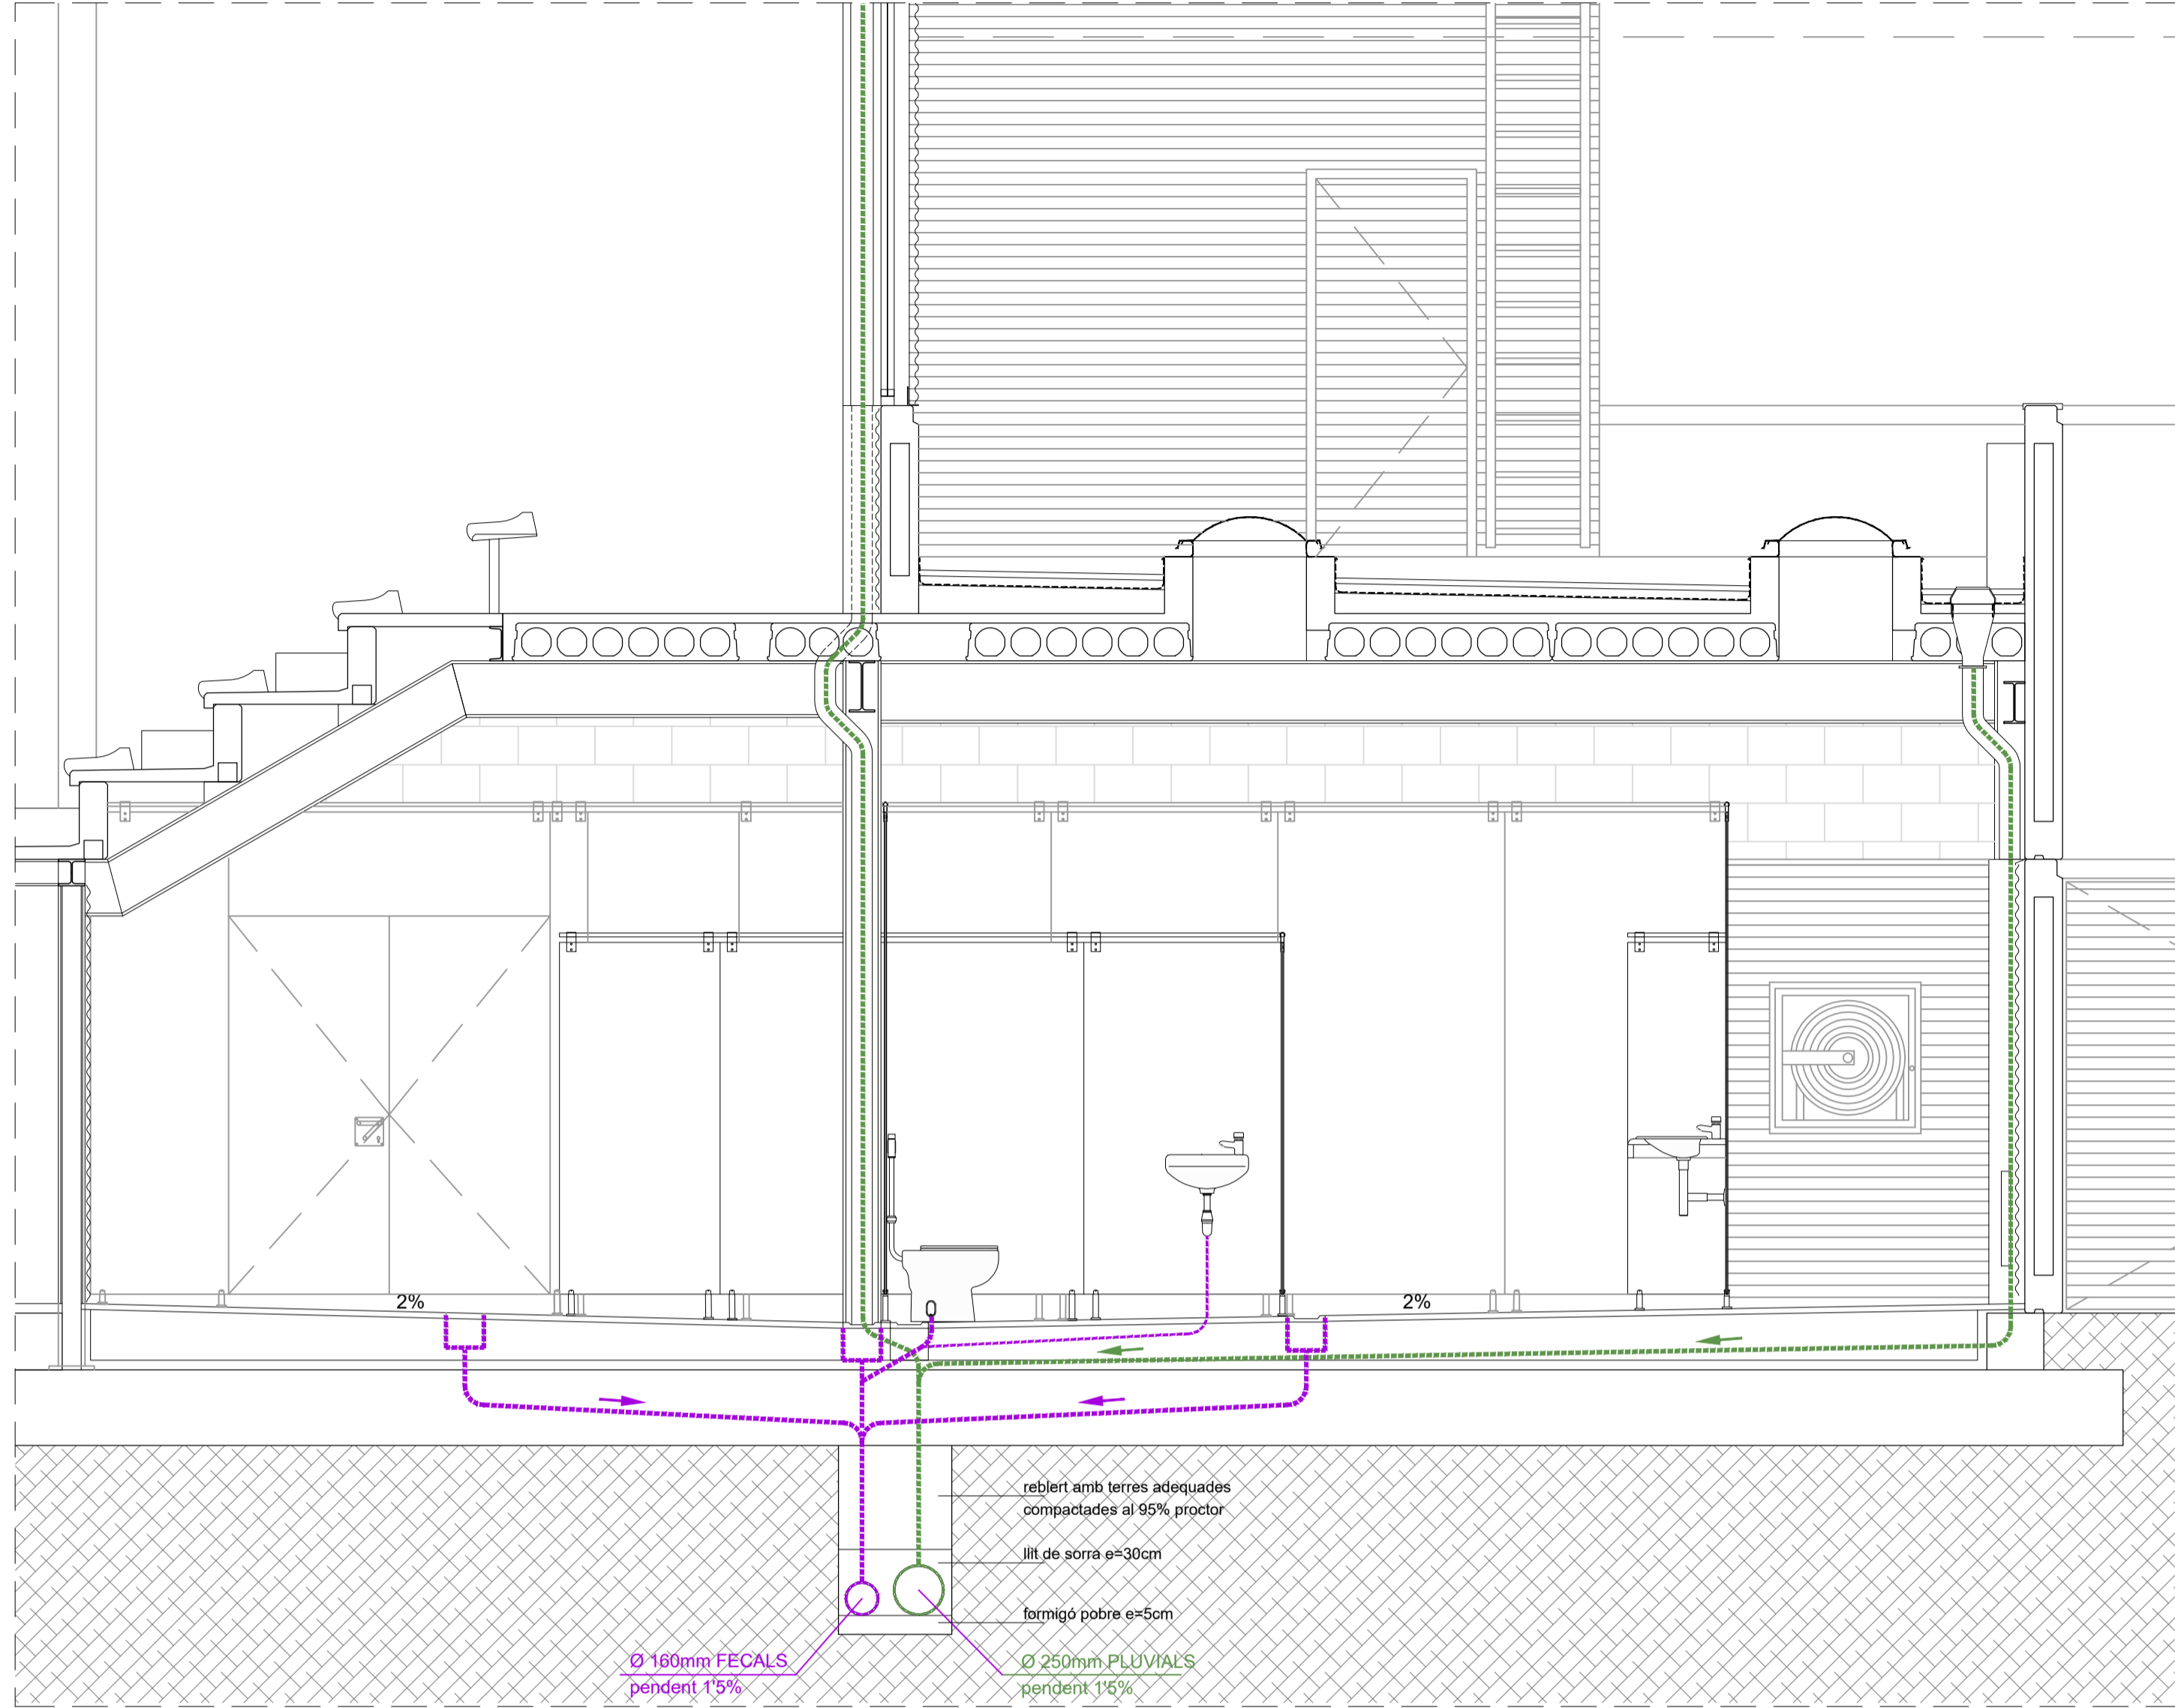 2%
2%
reblert amb terres adequades
compactades al 95% proctor
llit de sorra e=30cm
formigó pobre e=5cm
Ø 160mm FECALS
pendent 1'5%
Ø 250mm PLUVIALS
pendent 1'5%